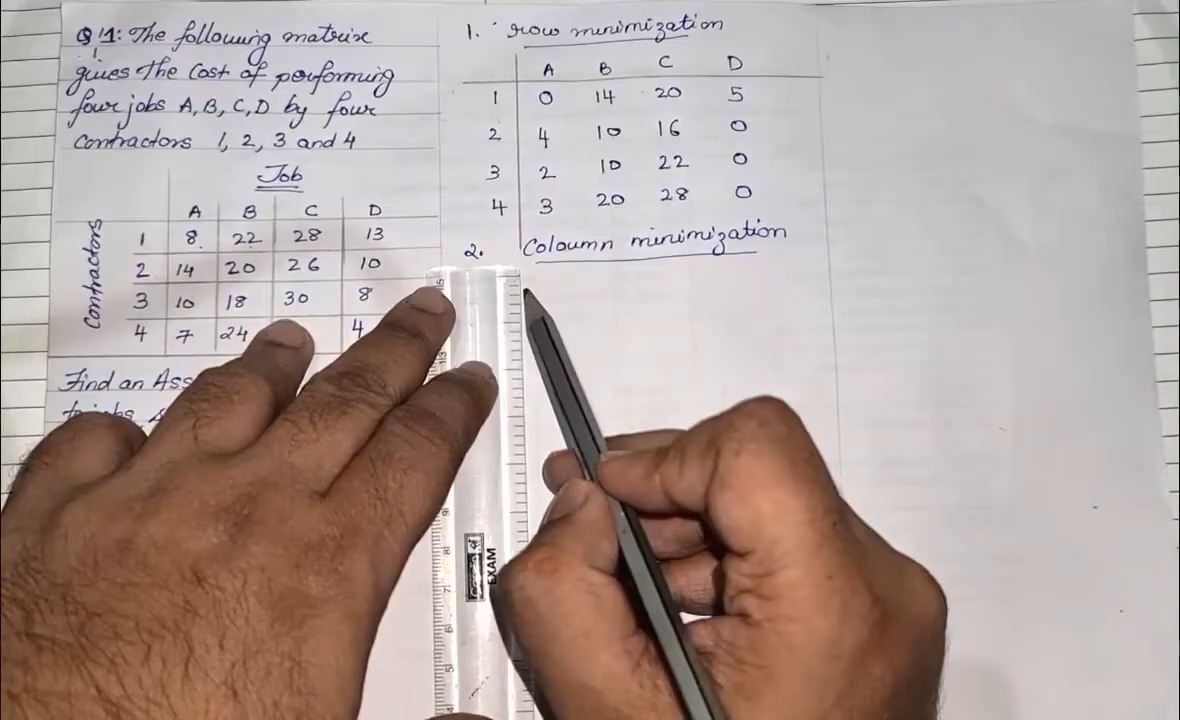 Q 1: The following matrix
gives the cost of performing
four jobs A, B, C, D by four
contractors 1, 2, 3 and 4
Job
A B C D
Contractors
1 8 22 28 13
2 14 20 26 10
3 10 18 30 8
4 7 24 4
Find an Ass
1. row minimization
A B C D
1 0 14 20 5
2 4 10 16 0
3 2 10 22 0
4 3 20 28 0
2. Coloumn minimization
EXAM